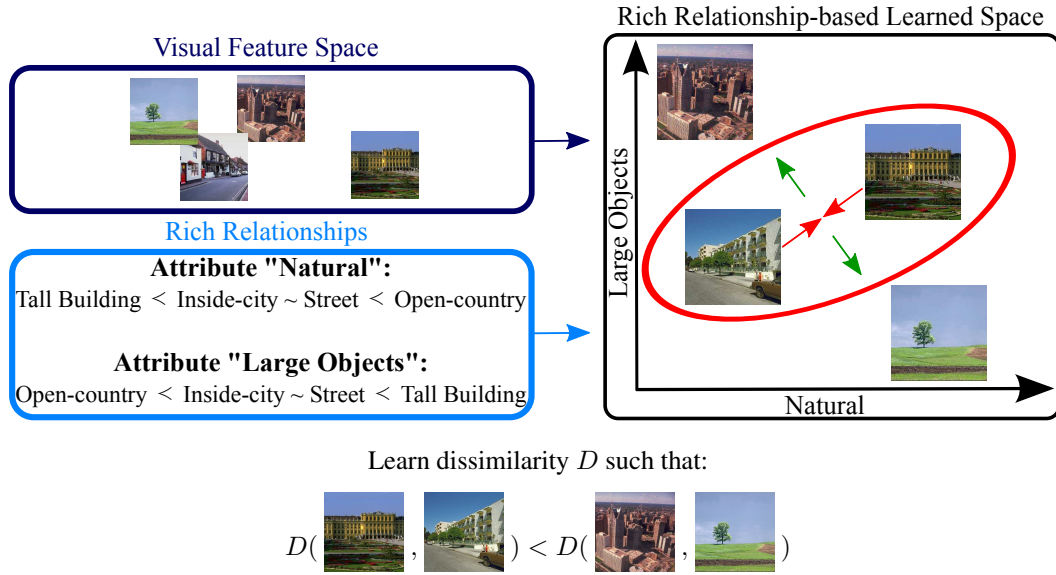 Visual Feature Space
Rich Relationships
Attribute "Natural":
Tall Building < Inside-city ~ Street < Open-country
Attribute "Large Objects":
Open-country < Inside-city ~ Street < Tall Building
Rich Relationship-based Learned Space
Large Objects
Natural
Learn dissimilarity D such that:
D( , ) < D( , )